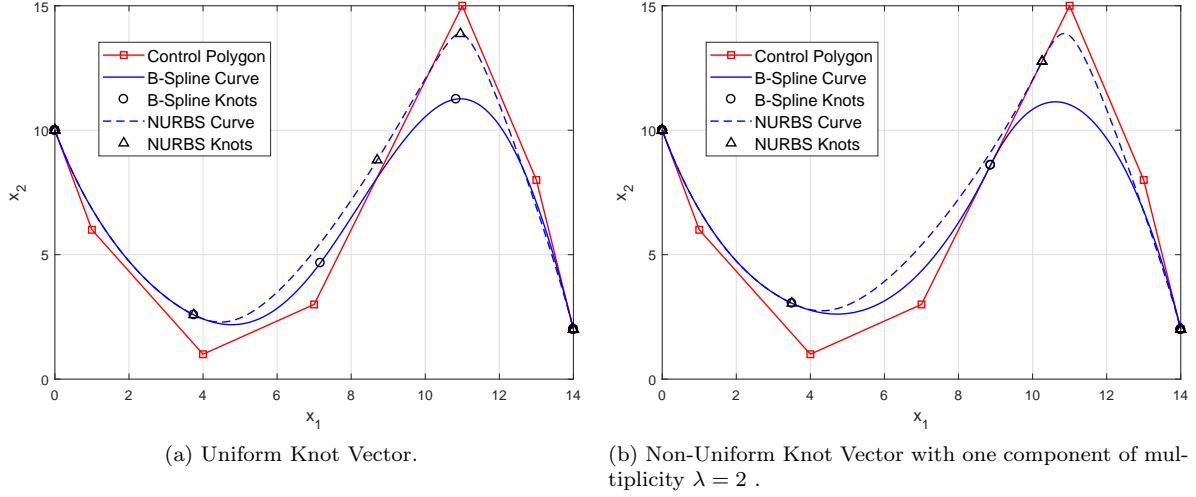 15
10
5
0
x2
0 2 4 6 8 10 12 14
x1
Control Polygon
B-Spline Curve
B-Spline Knots
NURBS Curve
NURBS Knots
(a) Uniform Knot Vector.
15
10
5
0
x2
0 2 4 6 8 10 12 14
x1
Control Polygon
B-Spline Curve
B-Spline Knots
NURBS Curve
NURBS Knots
(b) Non-Uniform Knot Vector with one component of mul-
tiplicity λ = 2 .